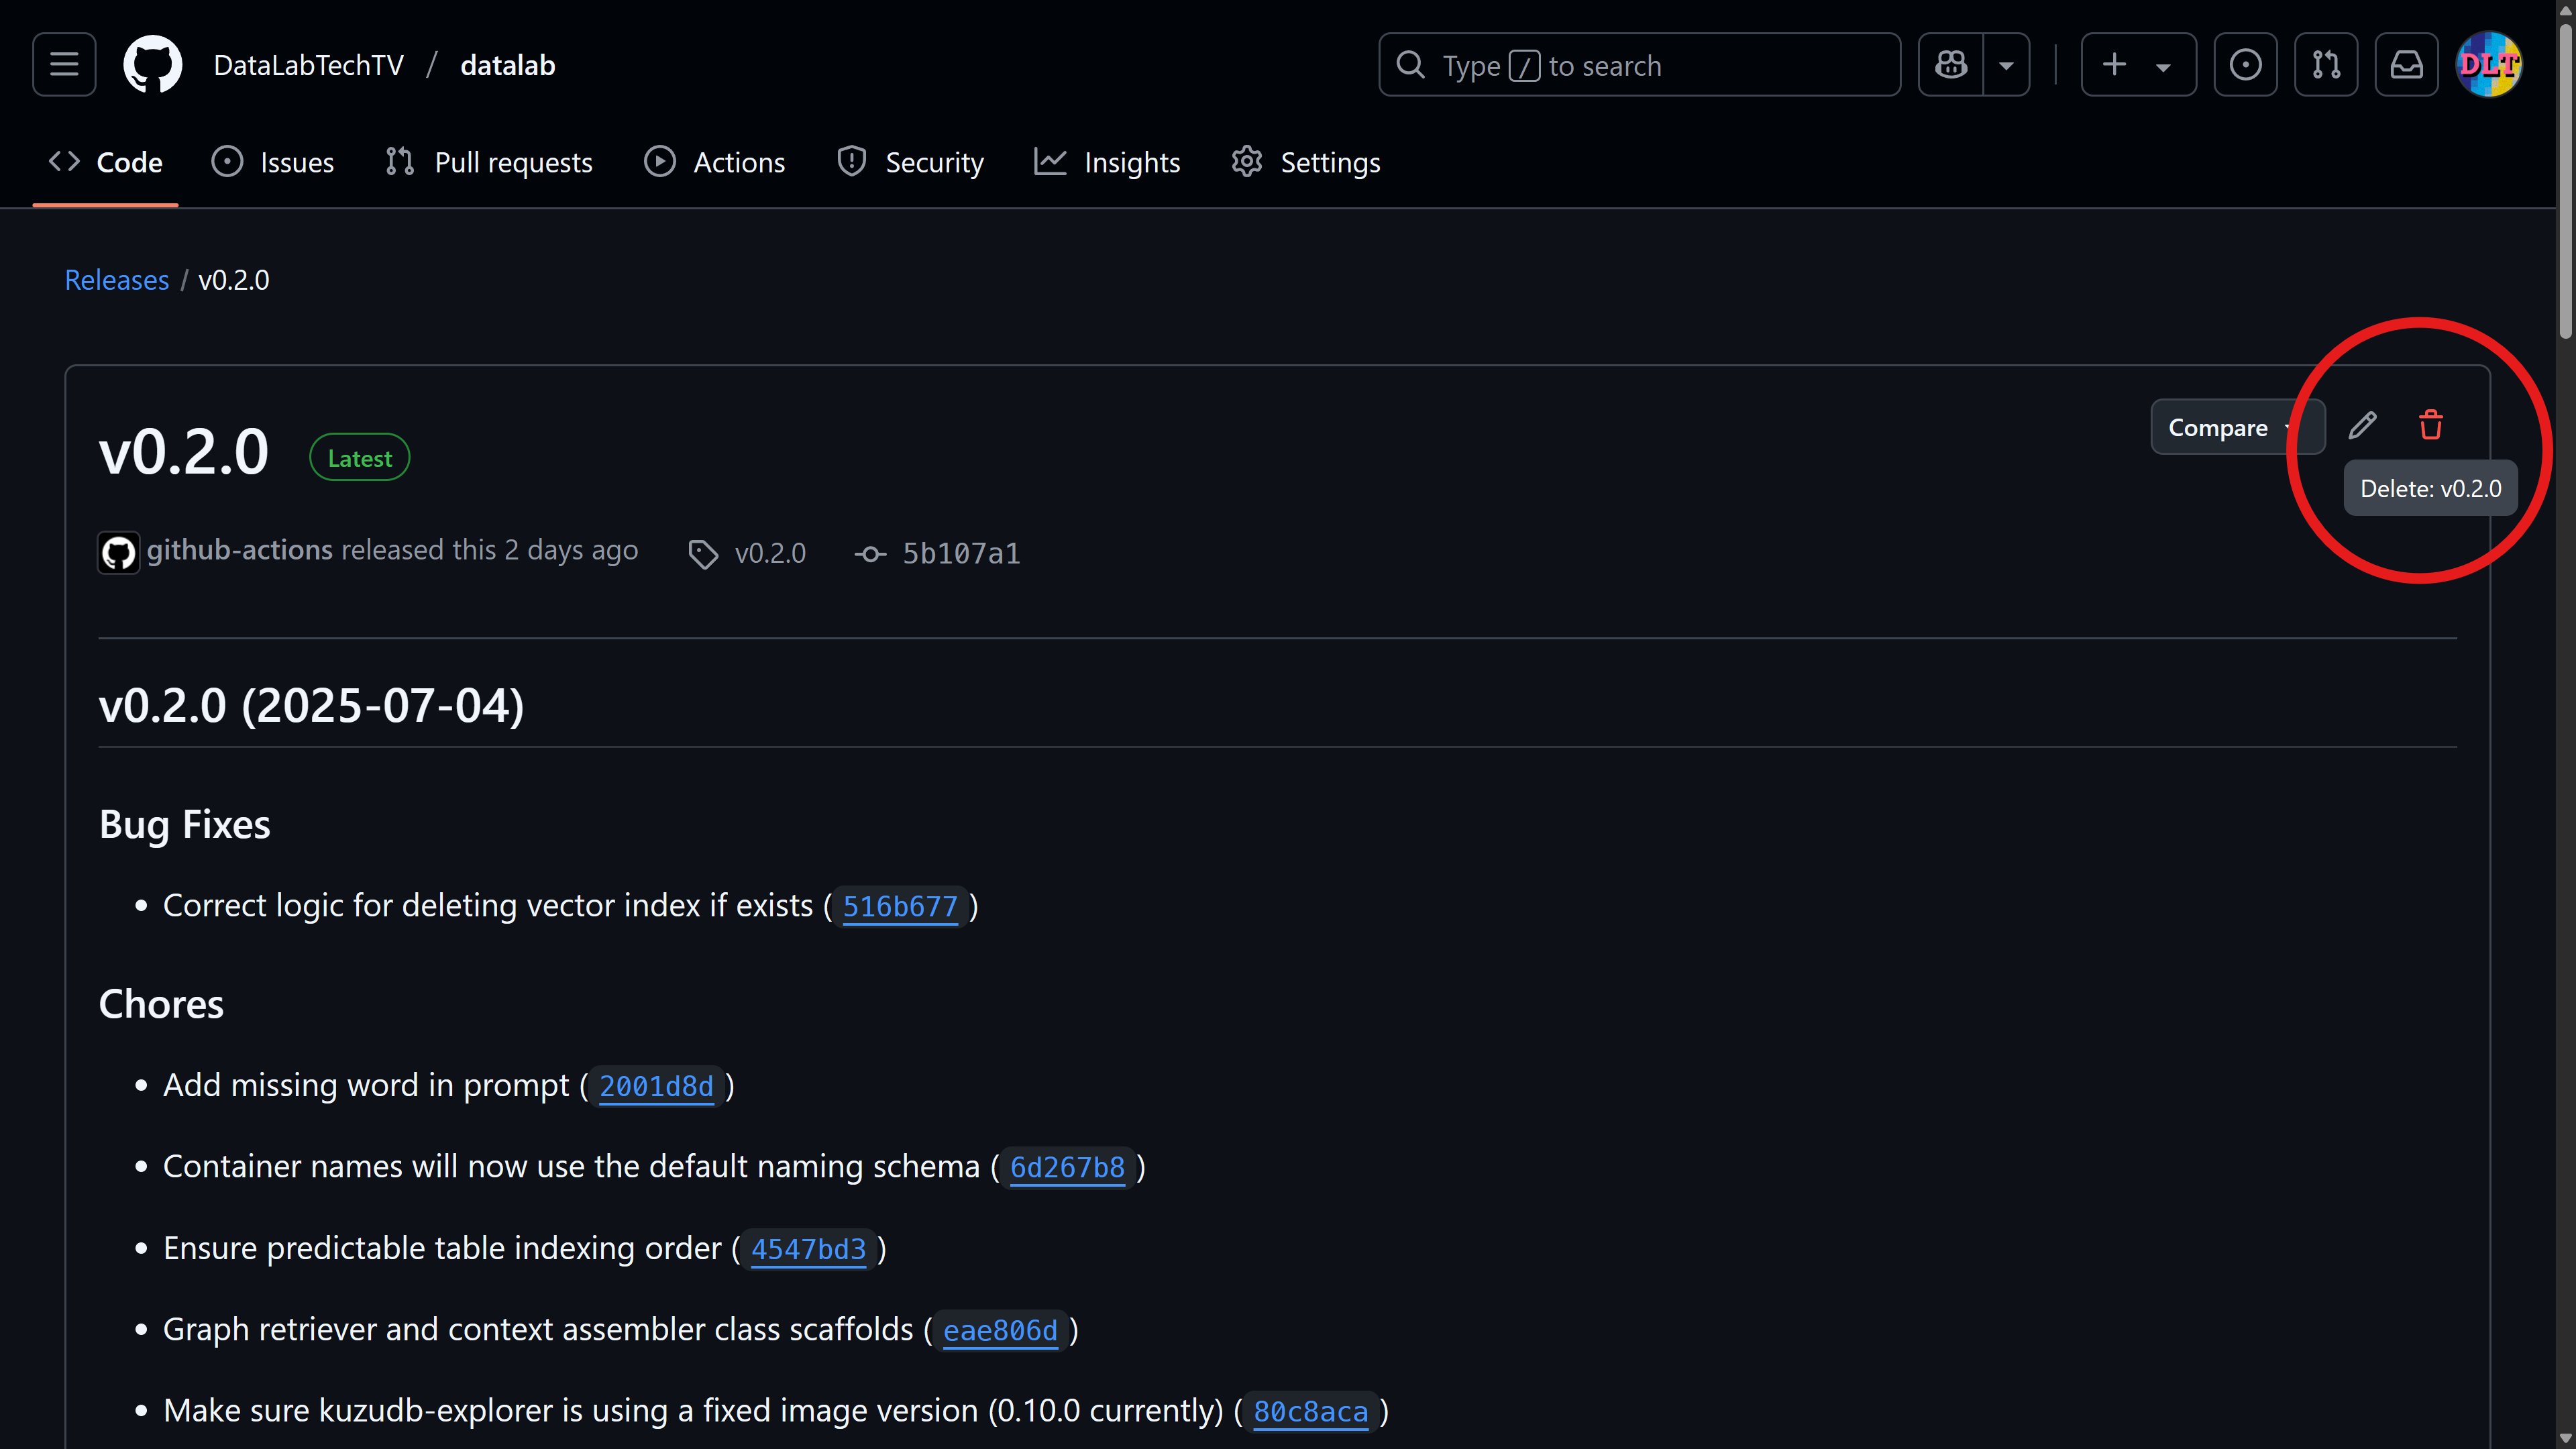 DataLabTechTV / datalab
Type / to search
DLT
Code Issues Pull requests Actions Security Insights Settings
Releases / v0.2.0
v0.2.0 Latest
Compare
Delete: v0.2.0
github-actions released this 2 days ago v0.2.0 5b107a1
v0.2.0 (2025-07-04)
Bug Fixes
• Correct logic for deleting vector index if exists (516b677)
Chores
• Add missing word in prompt (2001d8d)
• Container names will now use the default naming schema (6d267b8)
• Ensure predictable table indexing order (4547bd3)
• Graph retriever and context assembler class scaffolds (eae806d)
• Make sure kuzudb-explorer is using a fixed image version (0.10.0 currently) (80c8aca)